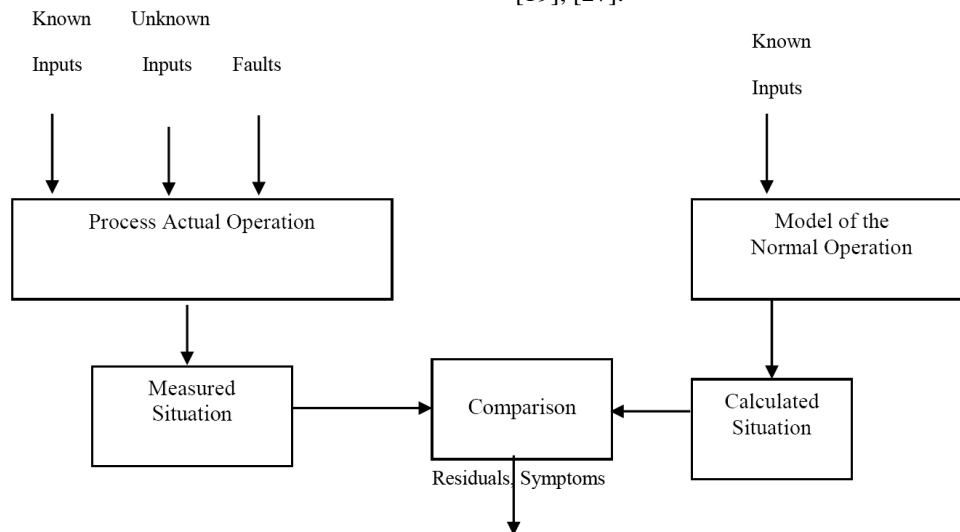 Known Unknown
Inputs Inputs Faults
Known
Inputs
Process Actual Operation
Model of the
Normal Operation
Measured
Situation
Comparison
Calculated
Situation
Residuals, Symptoms